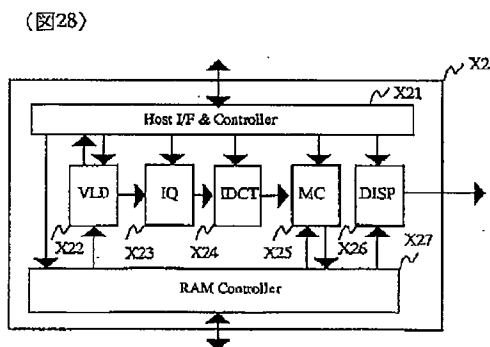 (図28)
X2
X21
Host I/F & Controller
VLD
IQ
IDCT
MC
DISP
X22
X23
X24
X25
X26
X27
RAM Controller